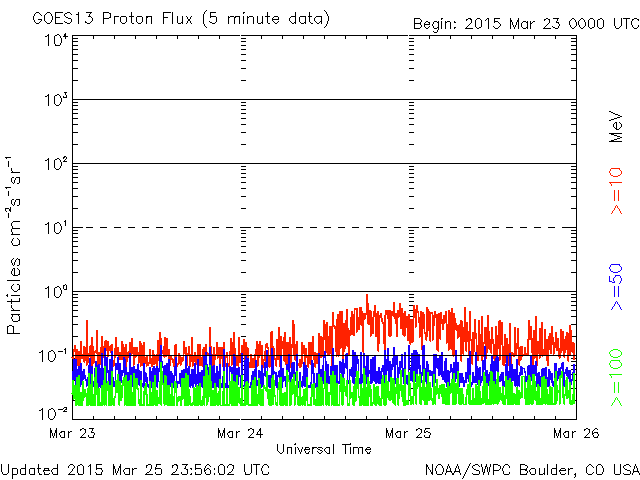 GOES13 Proton Flux (5 minute data)
Begin: 2015 Mar 23 0000 UTC
Particles cm⁻²s⁻¹sr⁻¹
10⁴
10³
10²
10¹
10⁰
10⁻¹
10⁻²
Mar 23
Mar 24
Mar 25
Mar 26
Universal Time
MeV
>=10
>=50
>=100
Updated 2015 Mar 25 23:56:02 UTC
NOAA/SWPC Boulder, CO USA